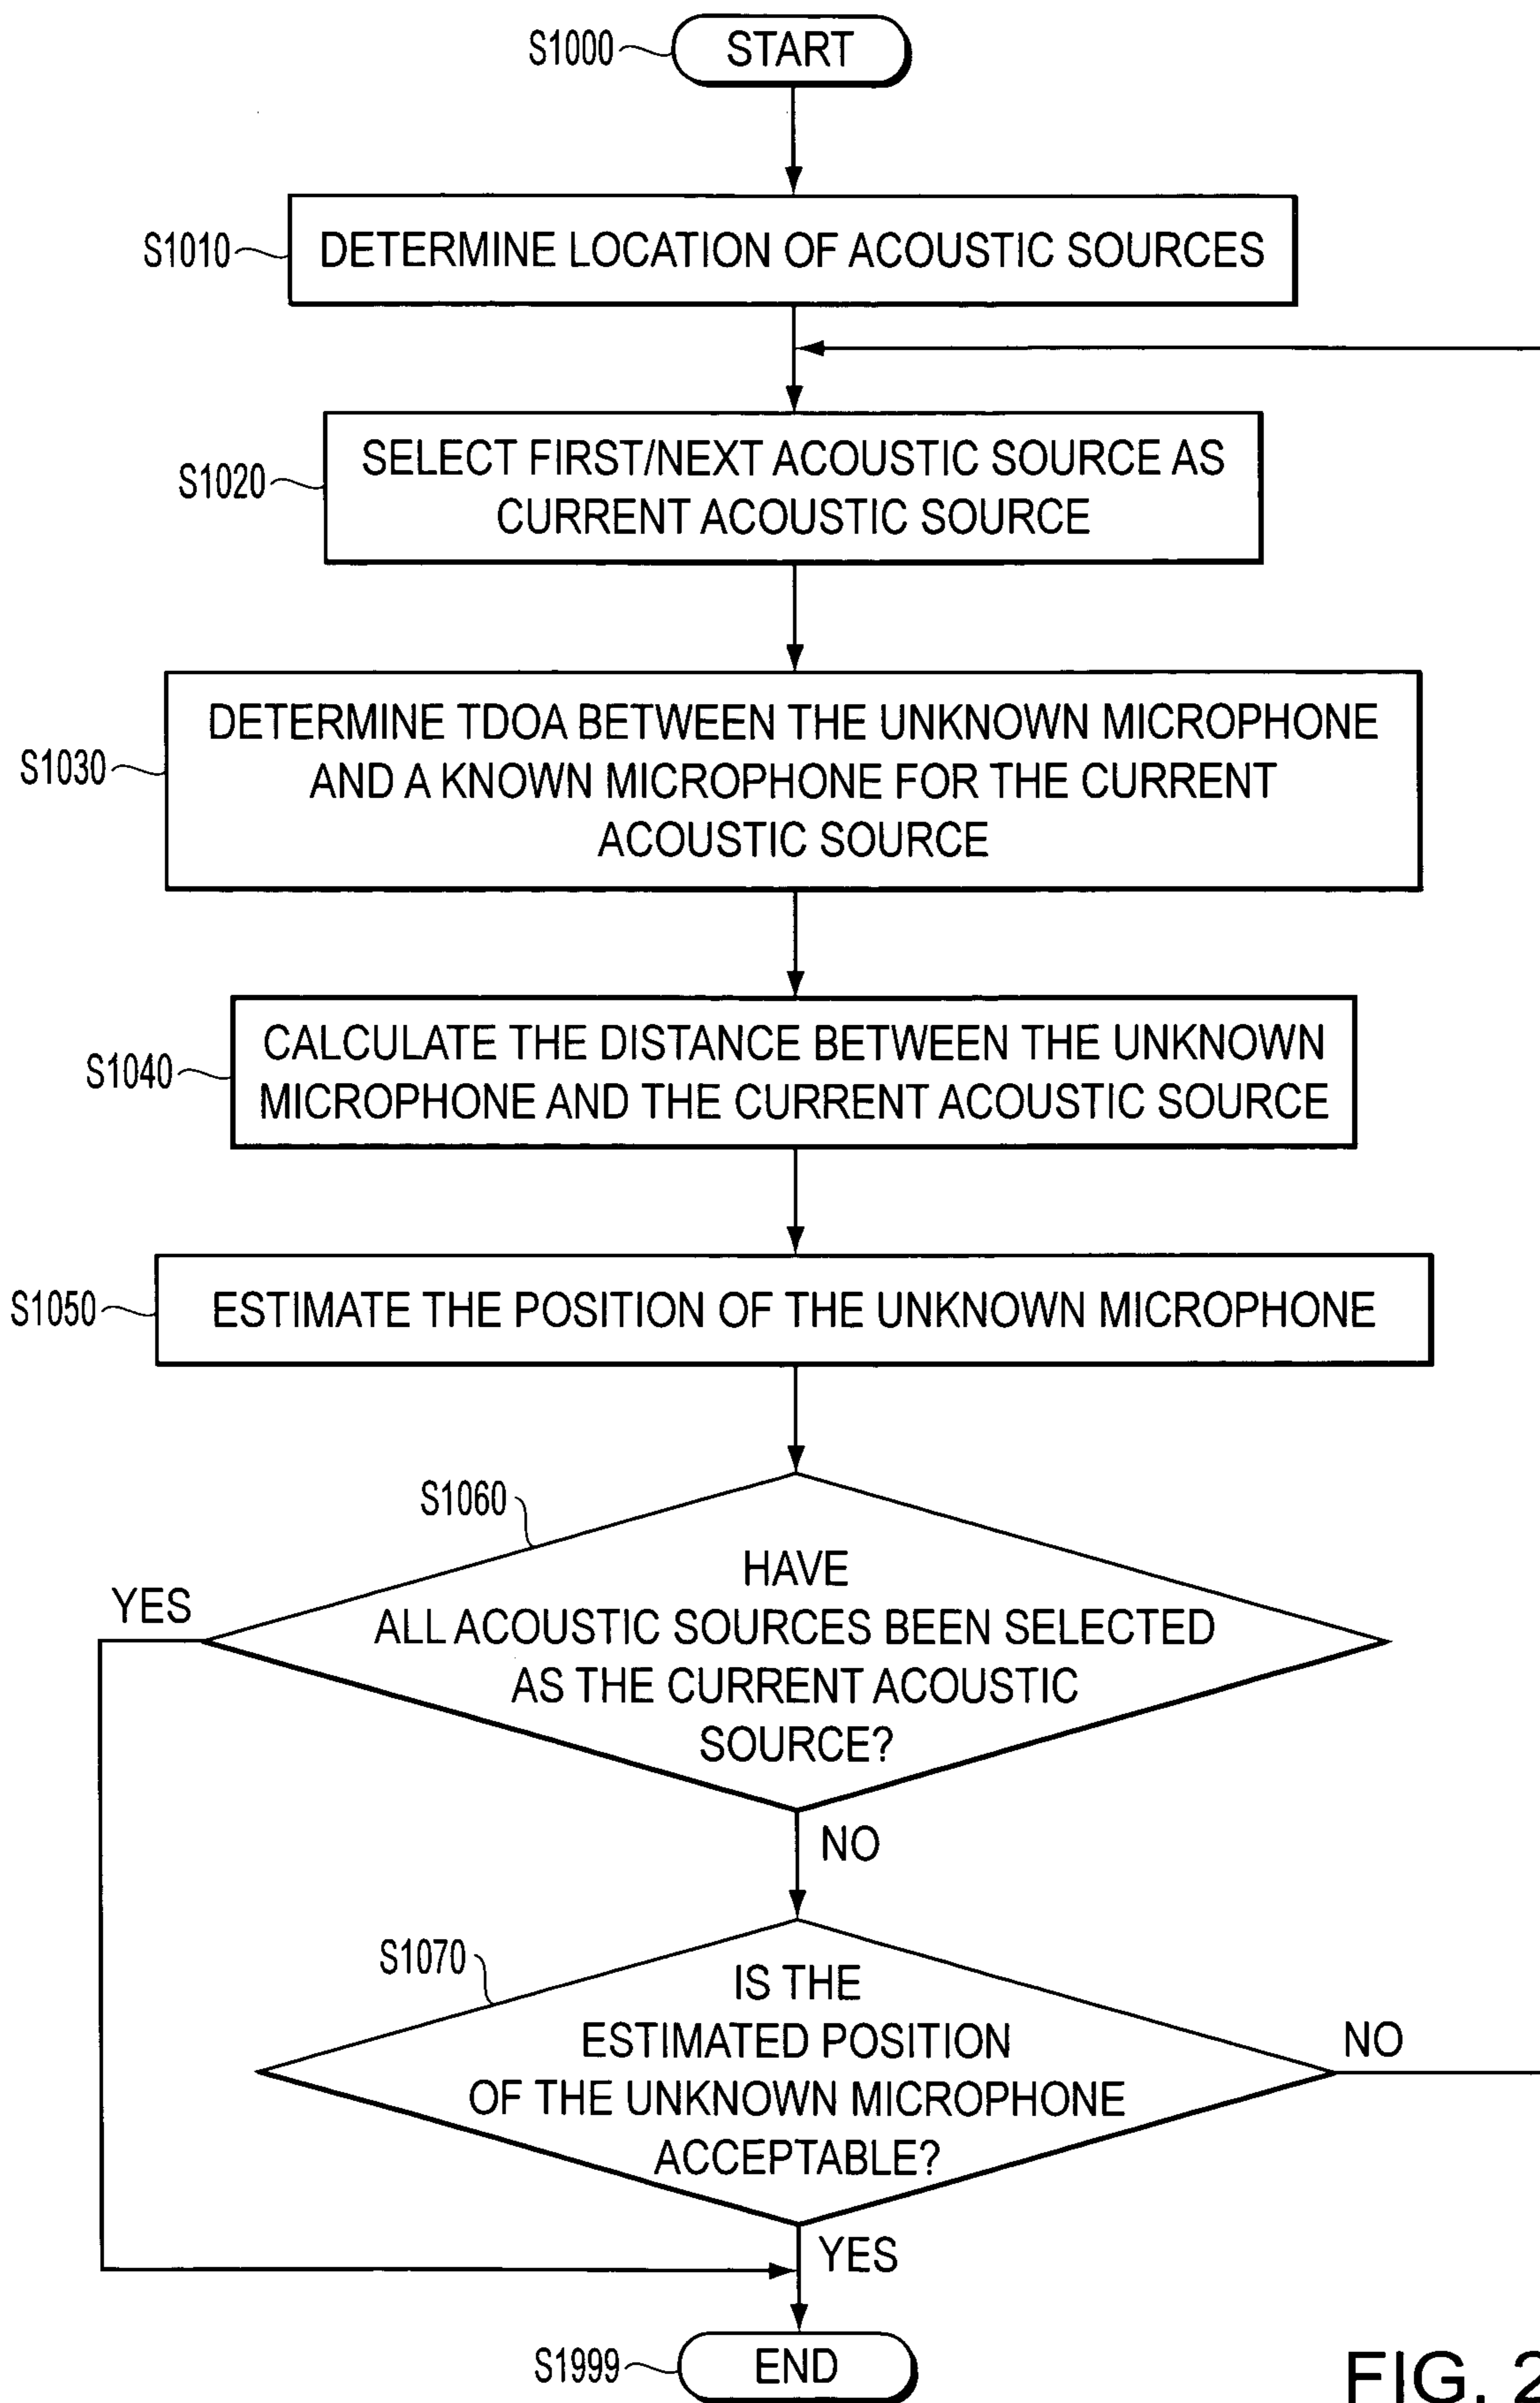 S1000
START
S1010
DETERMINE LOCATION OF ACOUSTIC SOURCES
S1020
SELECT FIRST/NEXT ACOUSTIC SOURCE AS
CURRENT ACOUSTIC SOURCE
S1030
DETERMINE TDOA BETWEEN THE UNKNOWN MICROPHONE
AND A KNOWN MICROPHONE FOR THE CURRENT
ACOUSTIC SOURCE
S1040
CALCULATE THE DISTANCE BETWEEN THE UNKNOWN
MICROPHONE AND THE CURRENT ACOUSTIC SOURCE
S1050
ESTIMATE THE POSITION OF THE UNKNOWN MICROPHONE
S1060
HAVE
ALL ACOUSTIC SOURCES BEEN SELECTED
AS THE CURRENT ACOUSTIC
SOURCE?
YES
NO
S1070
IS THE
ESTIMATED POSITION
OF THE UNKNOWN MICROPHONE
ACCEPTABLE?
NO
YES
S1999
END
FIG. 2